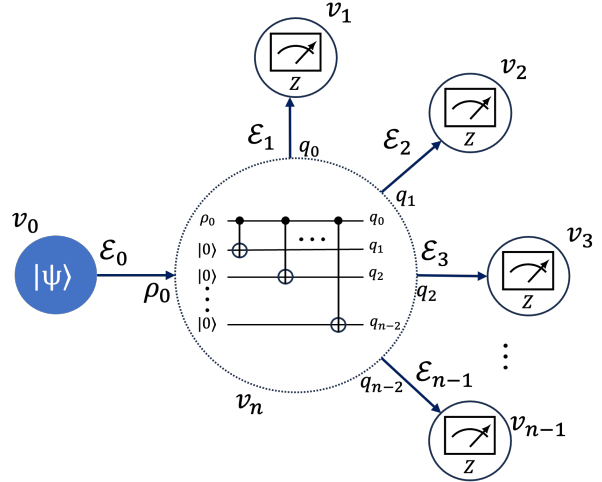 v₁
Z
ℰ₁
q₀
v₂
Z
ℰ₂
q₁
v₀
|ψ⟩
ℰ₀
ρ₀
ρ₀ q₀
|0⟩ ... q₁
|0⟩ q₂
|0⟩ qₙ₋₂
vₙ
ℰ₃
q₂
v₃
Z
qₙ₋₂
ℰₙ₋₁
vₙ₋₁
Z